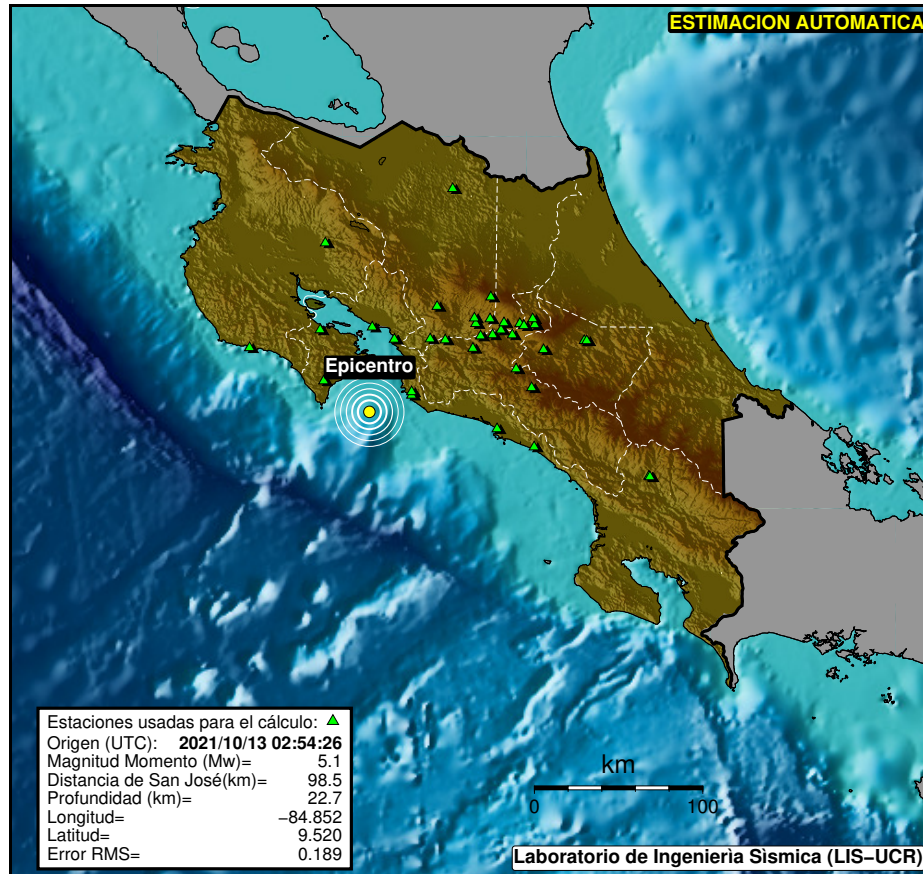 ESTIMACION AUTOMATICA
Epicentro
Estaciones usadas para el cálculo:
Origen (UTC): 2021/10/13 02:54:26
Magnitud Momento (Mw)= 5.1
Distancia de San José(km)= 98.5
Profundidad (km)= 22.7
Longitud= −84.852
Latitud= 9.520
Error RMS= 0.189
km
0 100
Laboratorio de Ingenierìa Sìsmica (LIS−UCR)